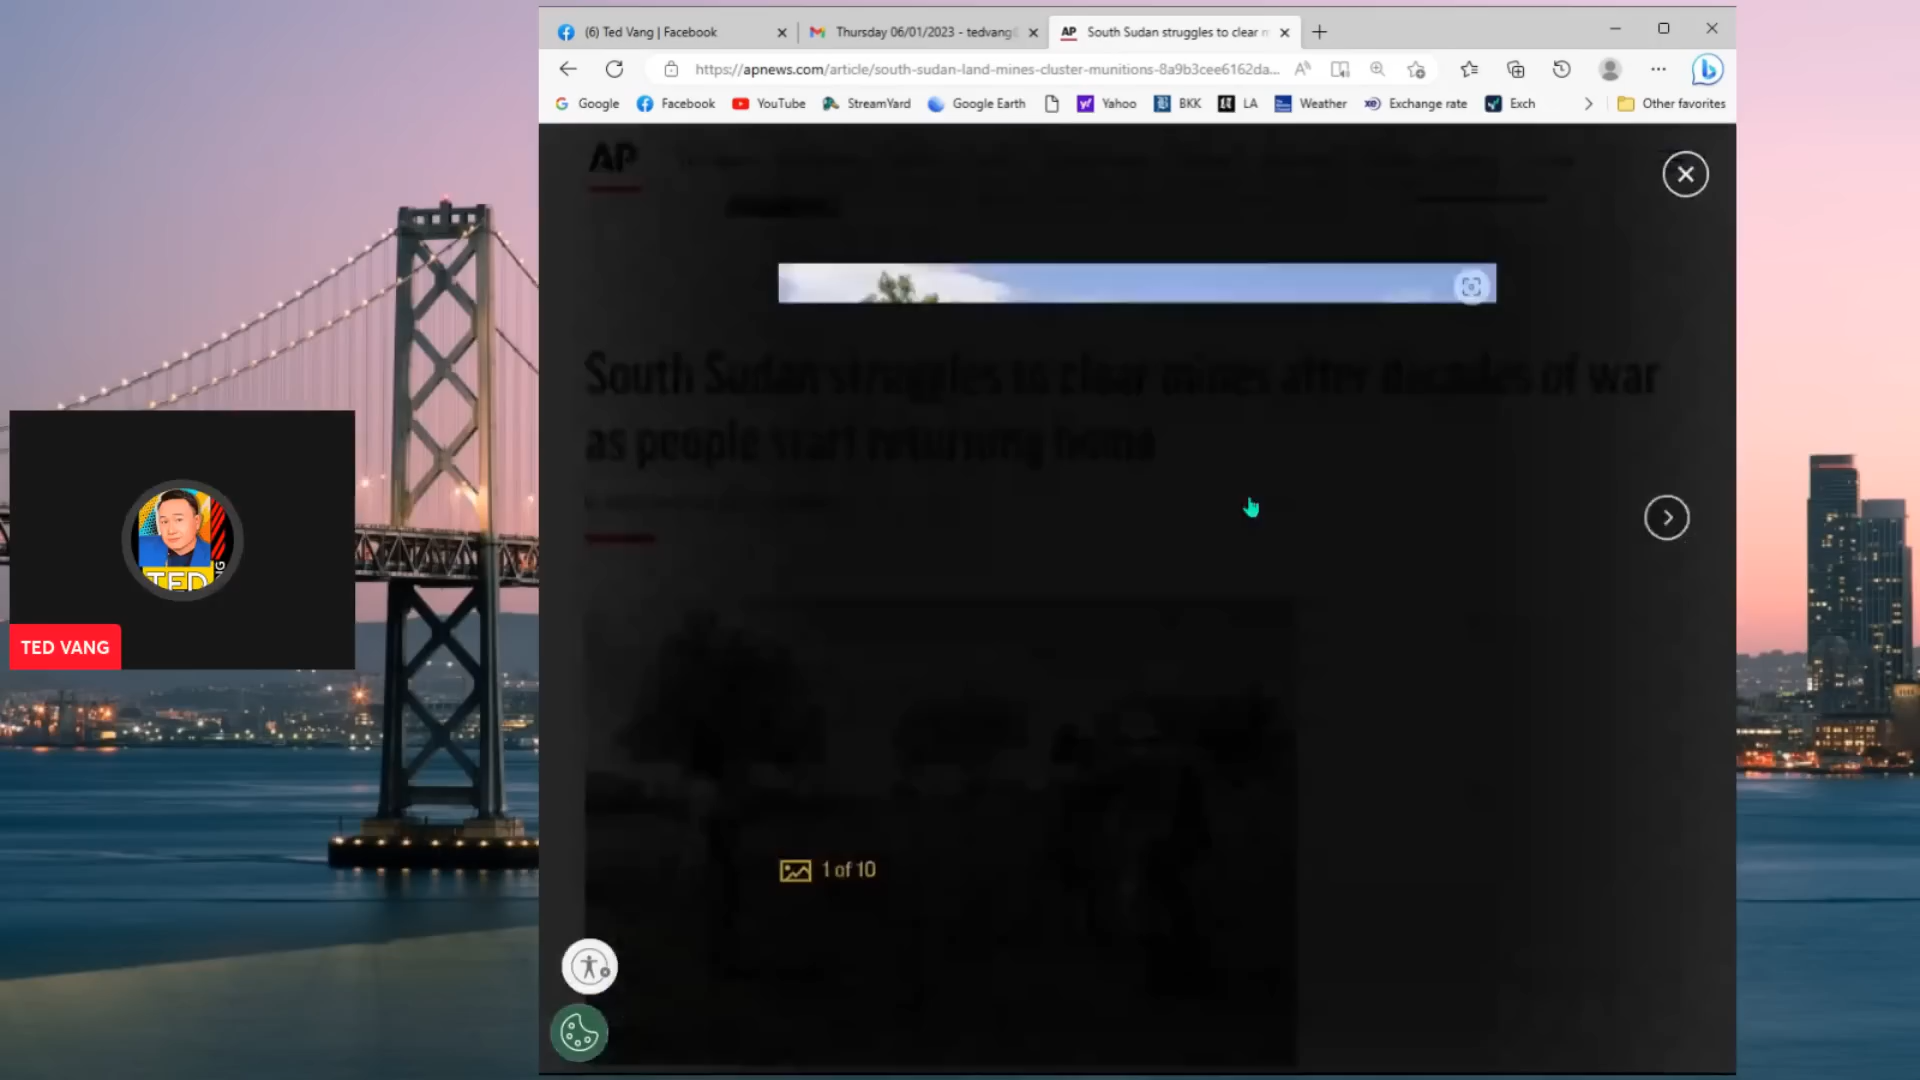 (6) Ted Vang | Facebook
Thursday 06/01/2023 - tedvang
AP South Sudan struggles to clear m
https://apnews.com/article/south-sudan-land-mines-cluster-munitions-8a9b3cee6162da...
G Google
Facebook
YouTube
StreamYard
Google Earth
Yahoo
BKK
LA
Weather
Exchange rate
Exch
Other favorites
AP
South Sudan struggles to clear mines after decades of war
as people start returning home
TED
TED VANG
1 of 10